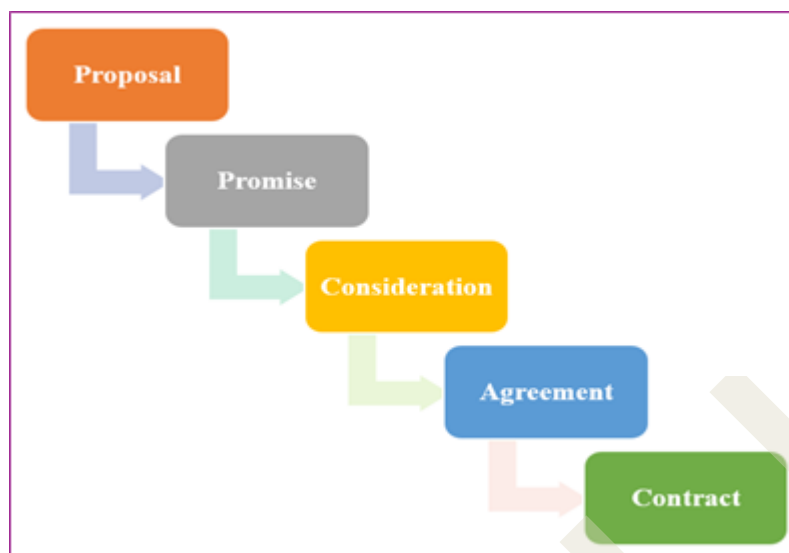 Proposal
Promise
Consideration
Agreement
Contract